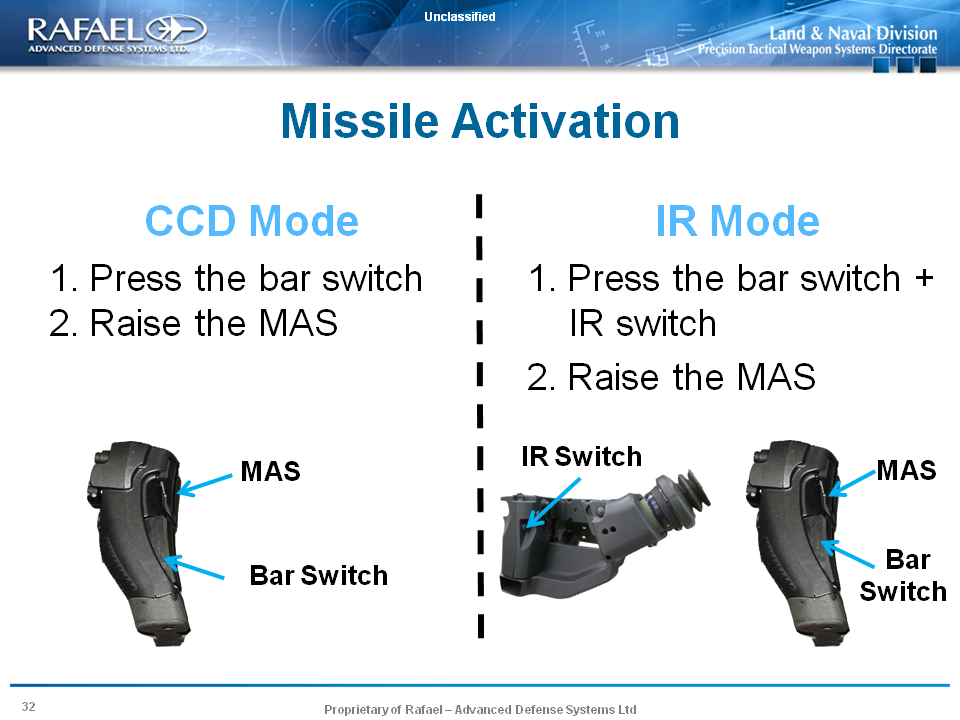 Unclassified
RAFAEL
ADVANCED DEFENSE SYSTEMS LTD.
Land & Naval Division
Precision Tactical Weapon Systems Directorate
Missile Activation
CCD Mode
1. Press the bar switch
2. Raise the MAS
MAS
Bar Switch
IR Mode
1. Press the bar switch +
IR switch
2. Raise the MAS
IR Switch
MAS
Bar
Switch
32
Proprietary of Rafael – Advanced Defense Systems Ltd